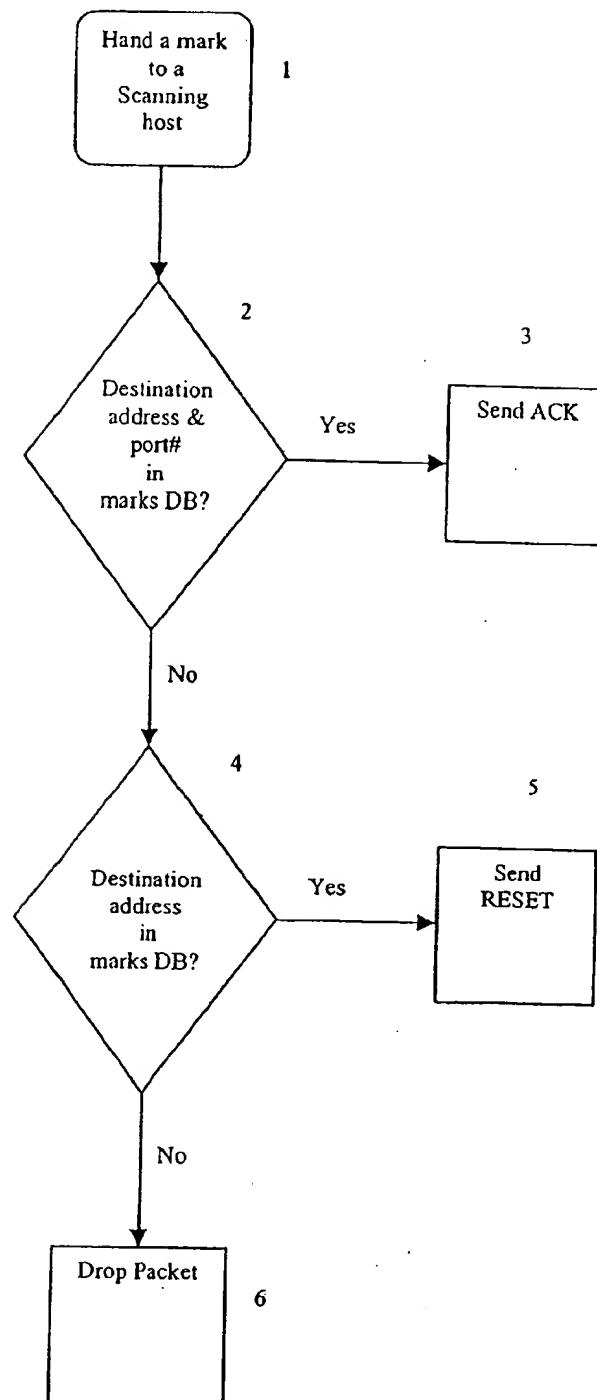 Hand a mark
to a
Scanning
host
1
2
Destination
address &
port#
in
marks DB?
Yes
3
Send ACK
No
4
Destination
address
in
marks DB?
Yes
5
Send
RESET
No
Drop Packet
6